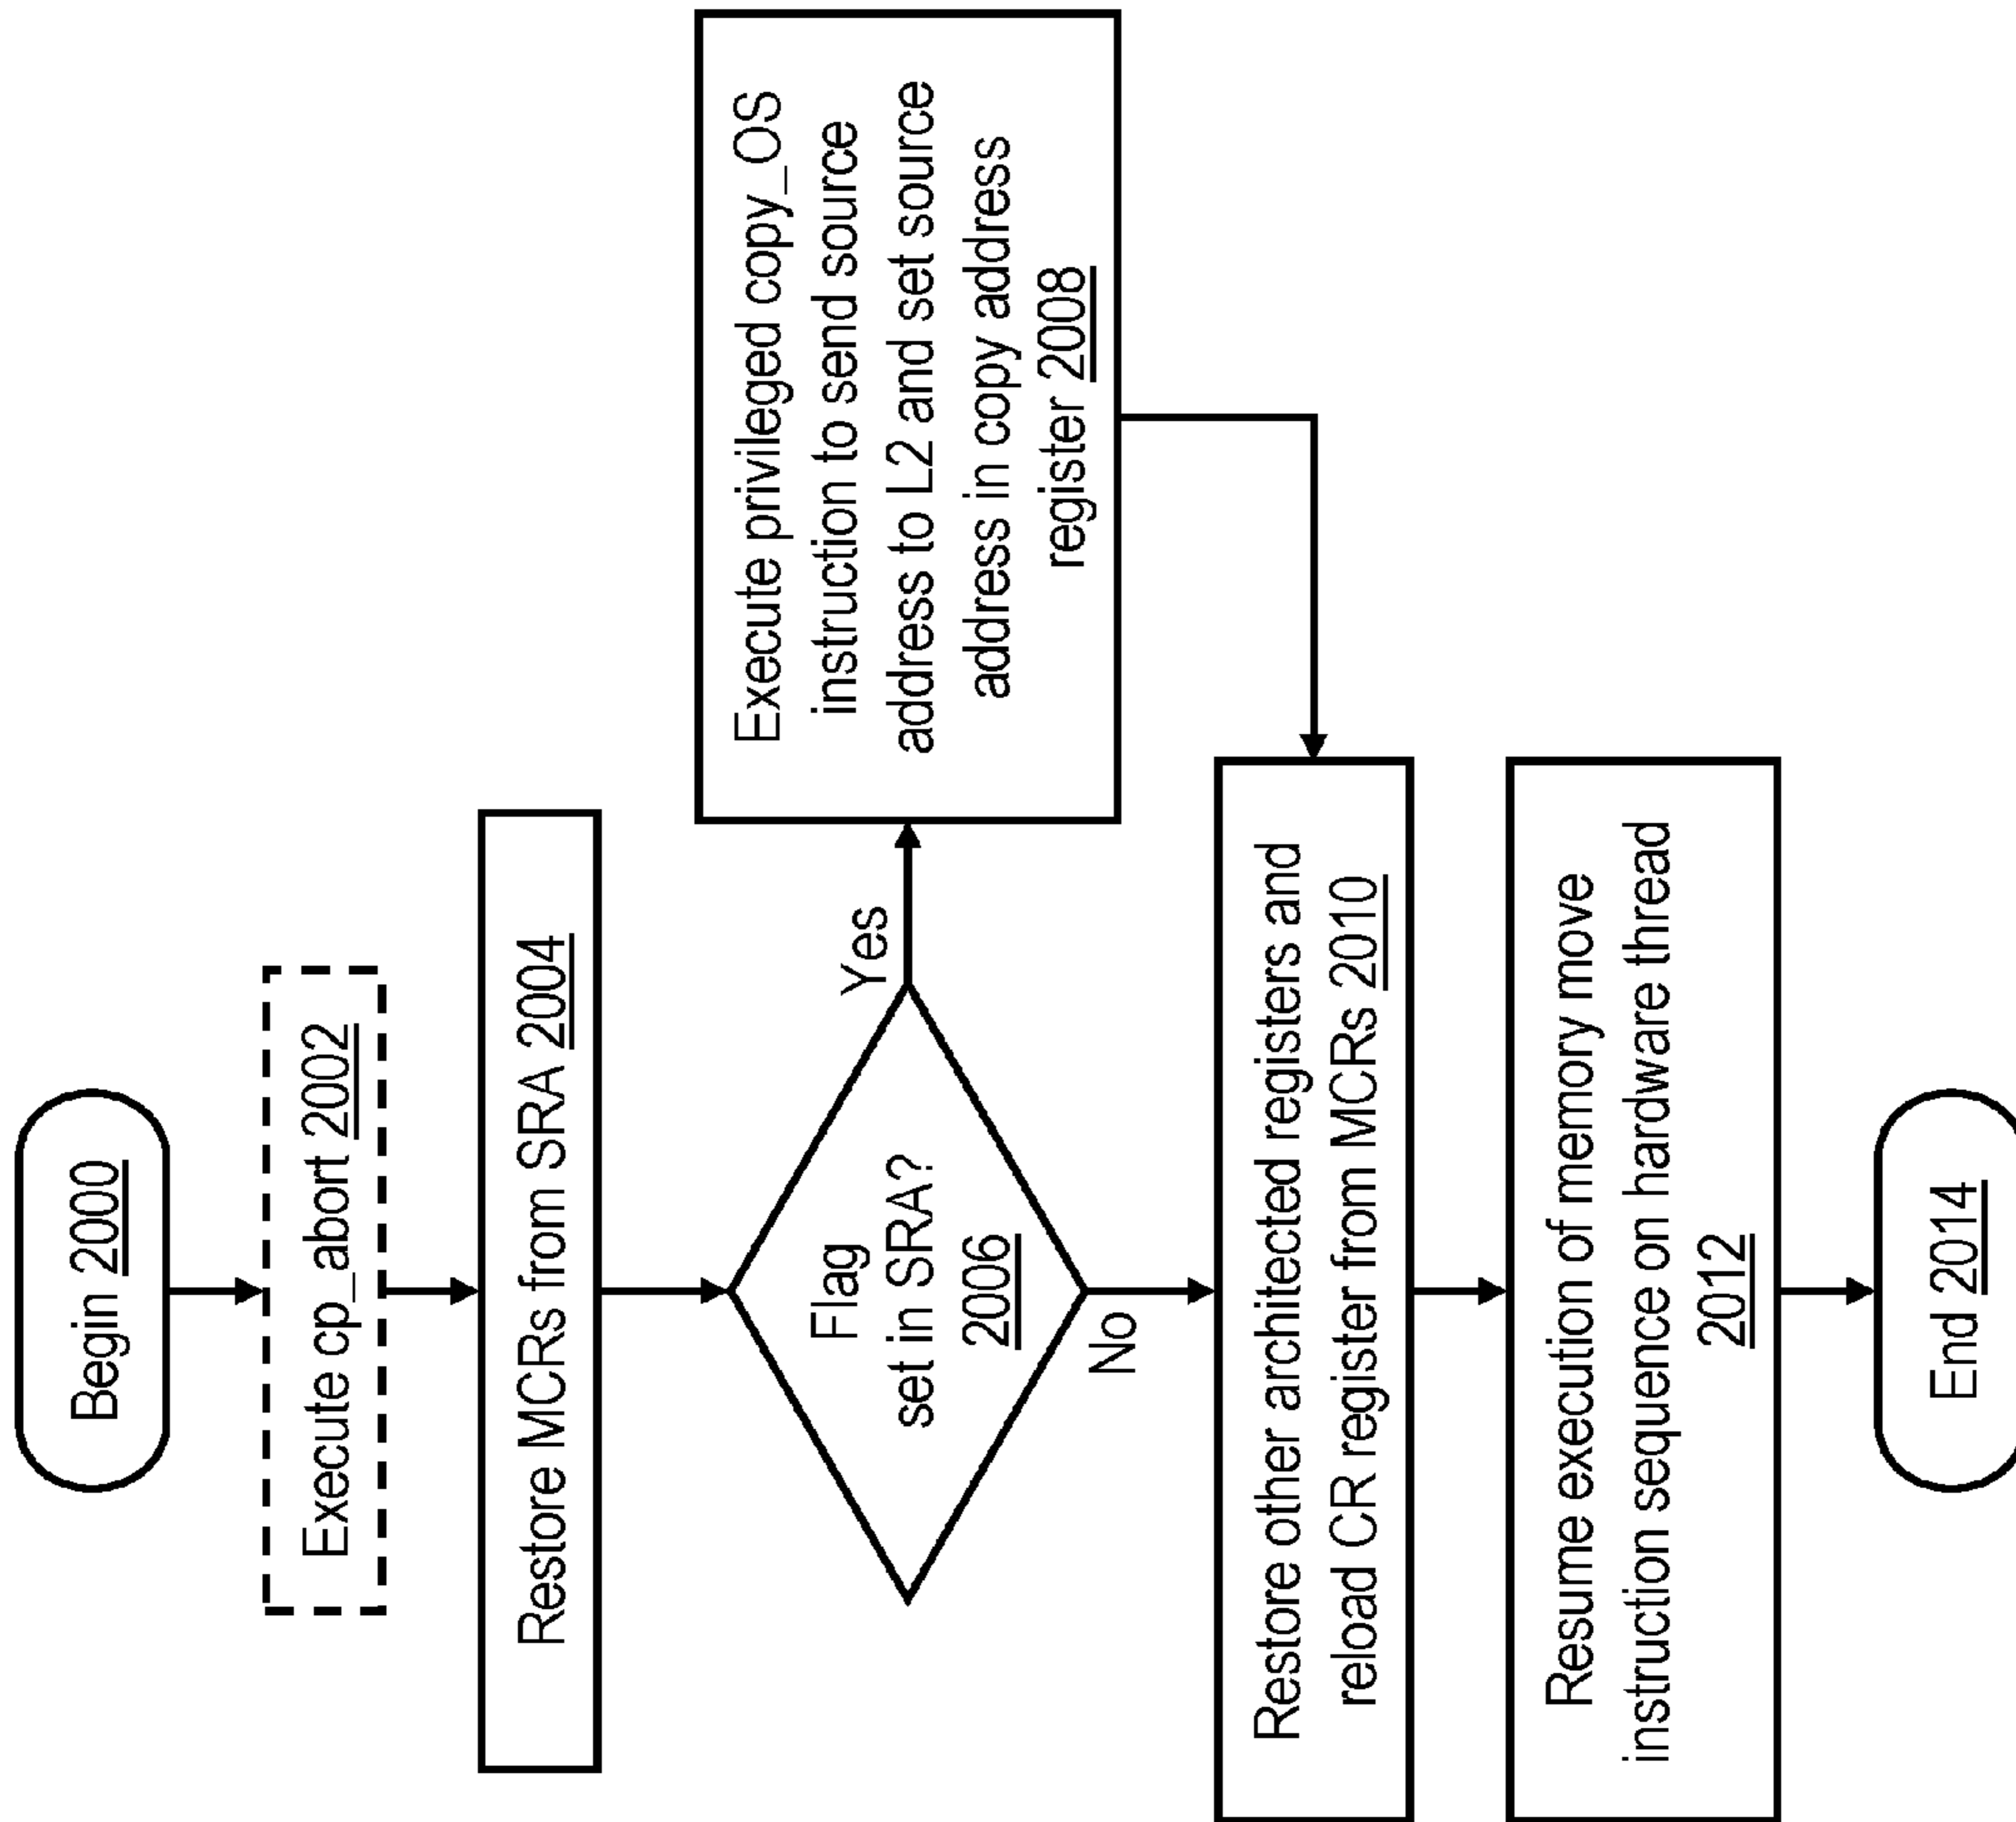 Begin 2000
Execute cp_abort 2002
Restore MCRs from SRA 2004
Flag
set in SRA?
2006
Yes
Execute privileged copy_OS
instruction to send source
address to L2 and set source
address in copy address
register 2008
No
Restore other architected registers and
reload CR register from MCRs 2010
Resume execution of memory move
instruction sequence on hardware thread
2012
End 2014